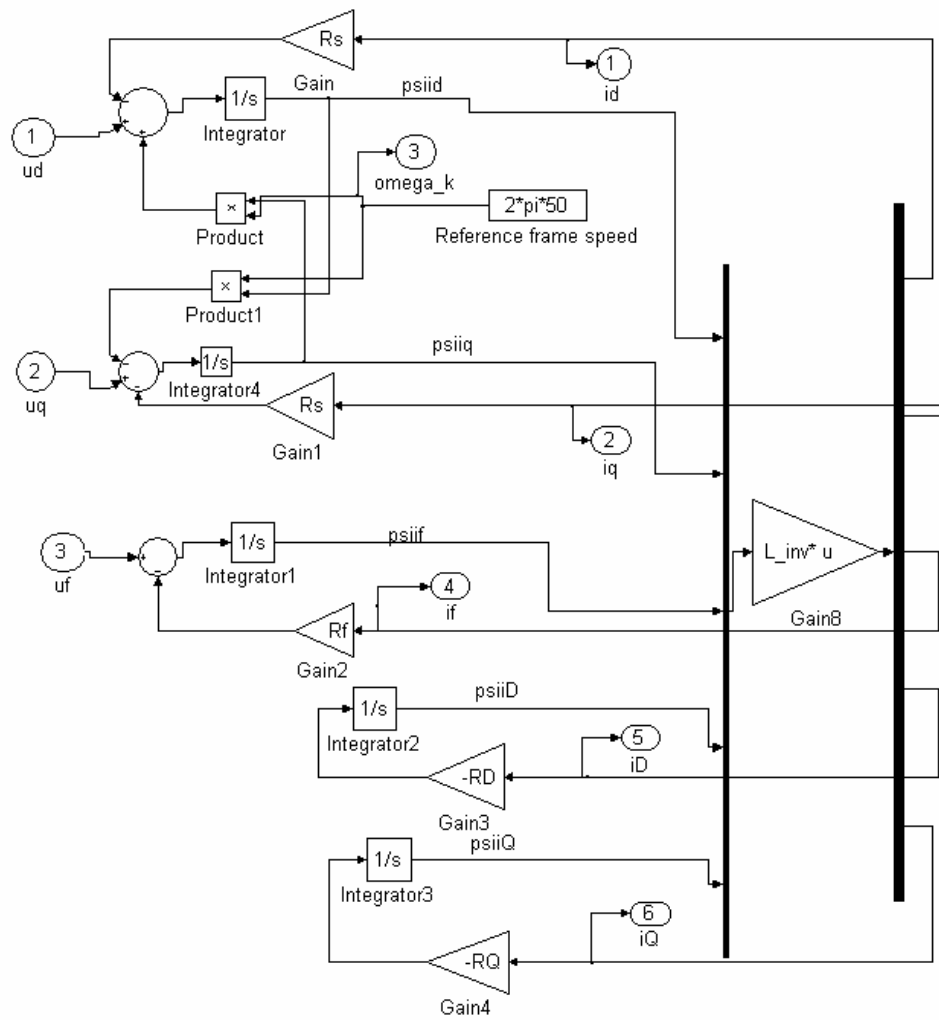 Rs
1
id
Gain
psiid
1/s
Integrator
1
ud
3
omega_k
2*pi*50
Reference frame speed
×
Product
×
Product1
psiiq
2
uq
1/s
Integrator4
Rs
Gain1
2
iq
3
uf
1/s
Integrator1
psiif
4
if
Rf
Gain2
L_inv* u
Gain8
psiiD
1/s
Integrator2
5
iD
-RD
Gain3
psiiQ
1/s
Integrator3
6
iQ
-RQ
Gain4